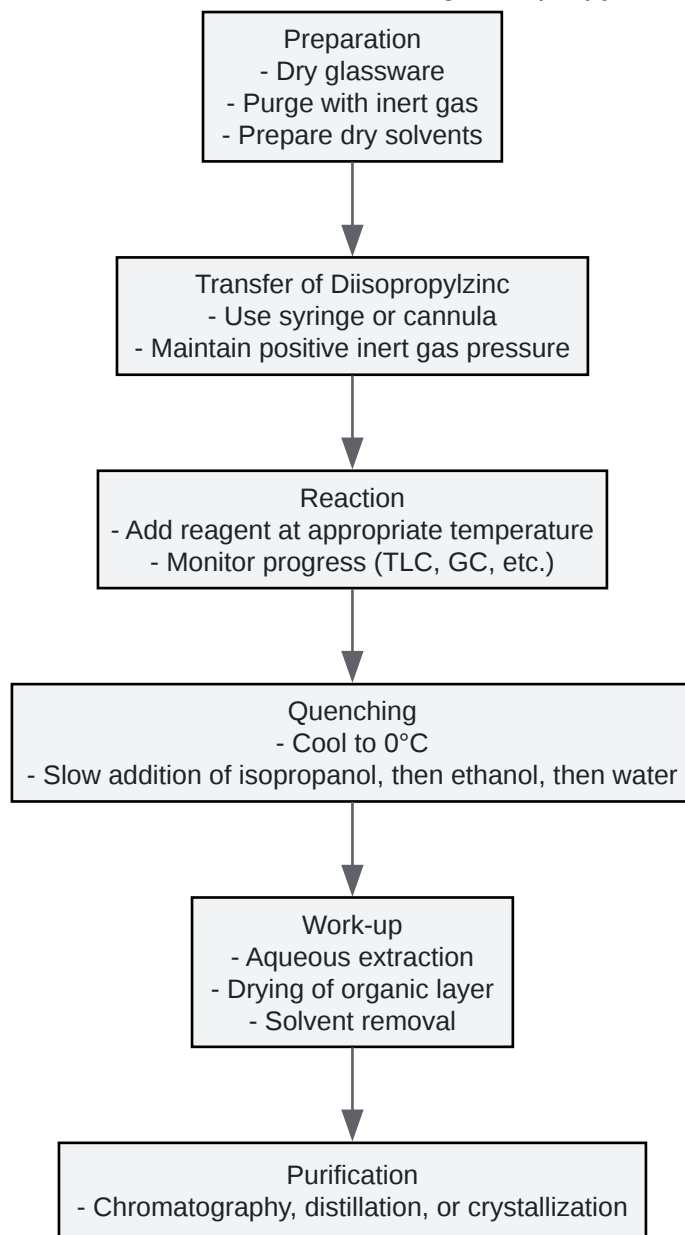 Preparation
- Dry glassware
- Purge with inert gas
- Prepare dry solvents
Transfer of Diisopropylzinc
- Use syringe or cannula
- Maintain positive inert gas pressure
Reaction
- Add reagent at appropriate temperature
- Monitor progress (TLC, GC, etc.)
Quenching
- Cool to 0°C
- Slow addition of isopropanol, then ethanol, then water
Work-up
- Aqueous extraction
- Drying of organic layer
- Solvent removal
Purification
- Chromatography, distillation, or crystallization